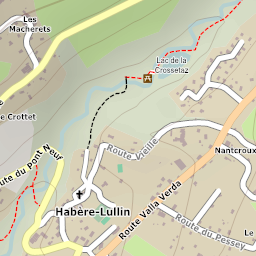 Les
Macherets
Lac de la
Crossetaz
e Crottet
Route Vieille
Nantcroux
Route du Pont Neuf
Habère-Lullin
Route Valla Verda
Route du Pessey
Le